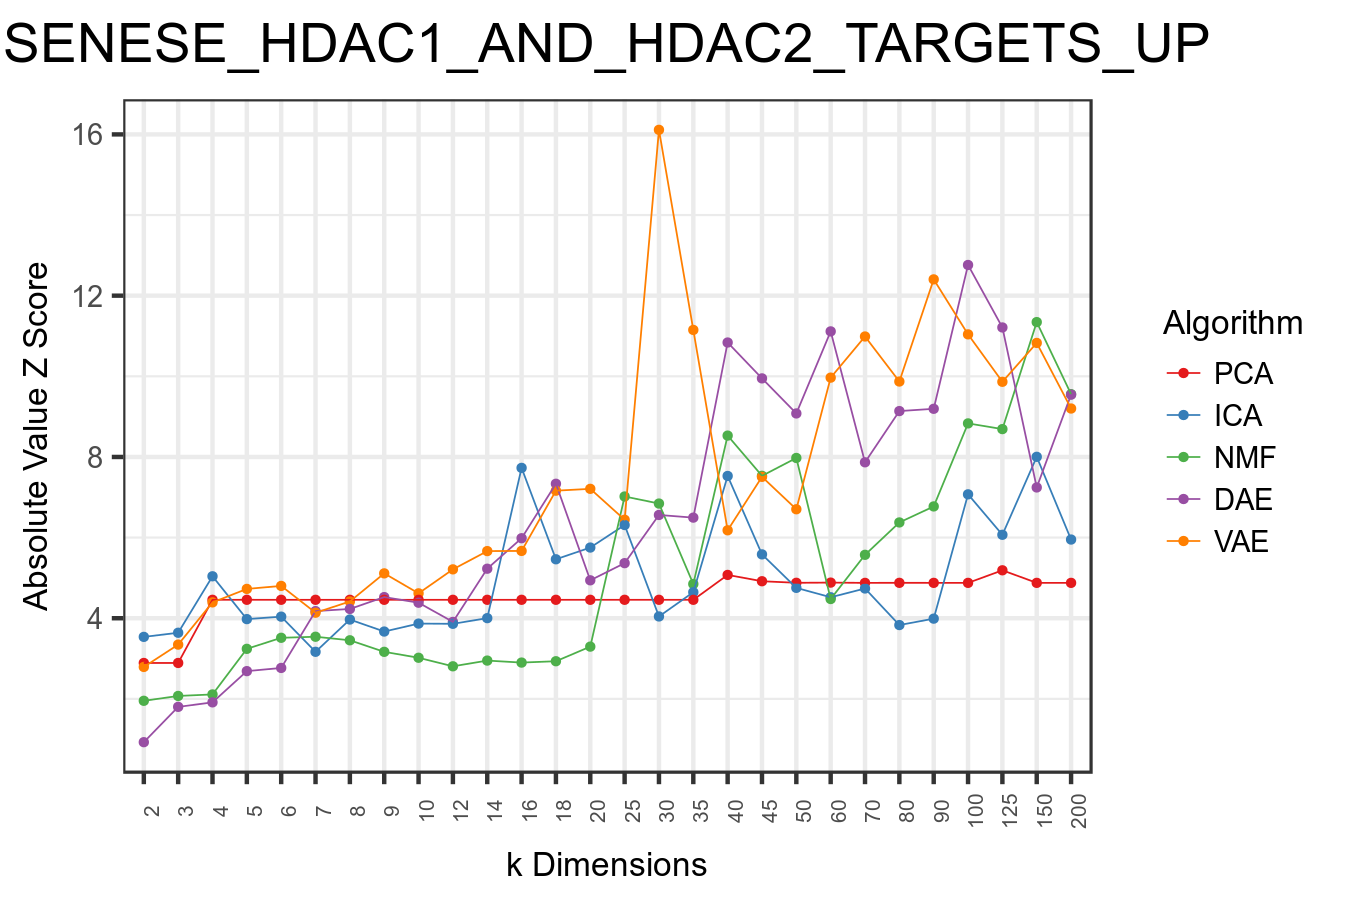 SENESE_HDAC1_AND_HDAC2_TARGETS_UP
16
12
8
4
Absolute Value Z Score
2 3 4 5 6 7 8 9 10 12 14 16 18 20 25 30 35 40 45 50 60 70 80 90 100 125 150 200
k Dimensions
Algorithm
PCA
ICA
NMF
DAE
VAE